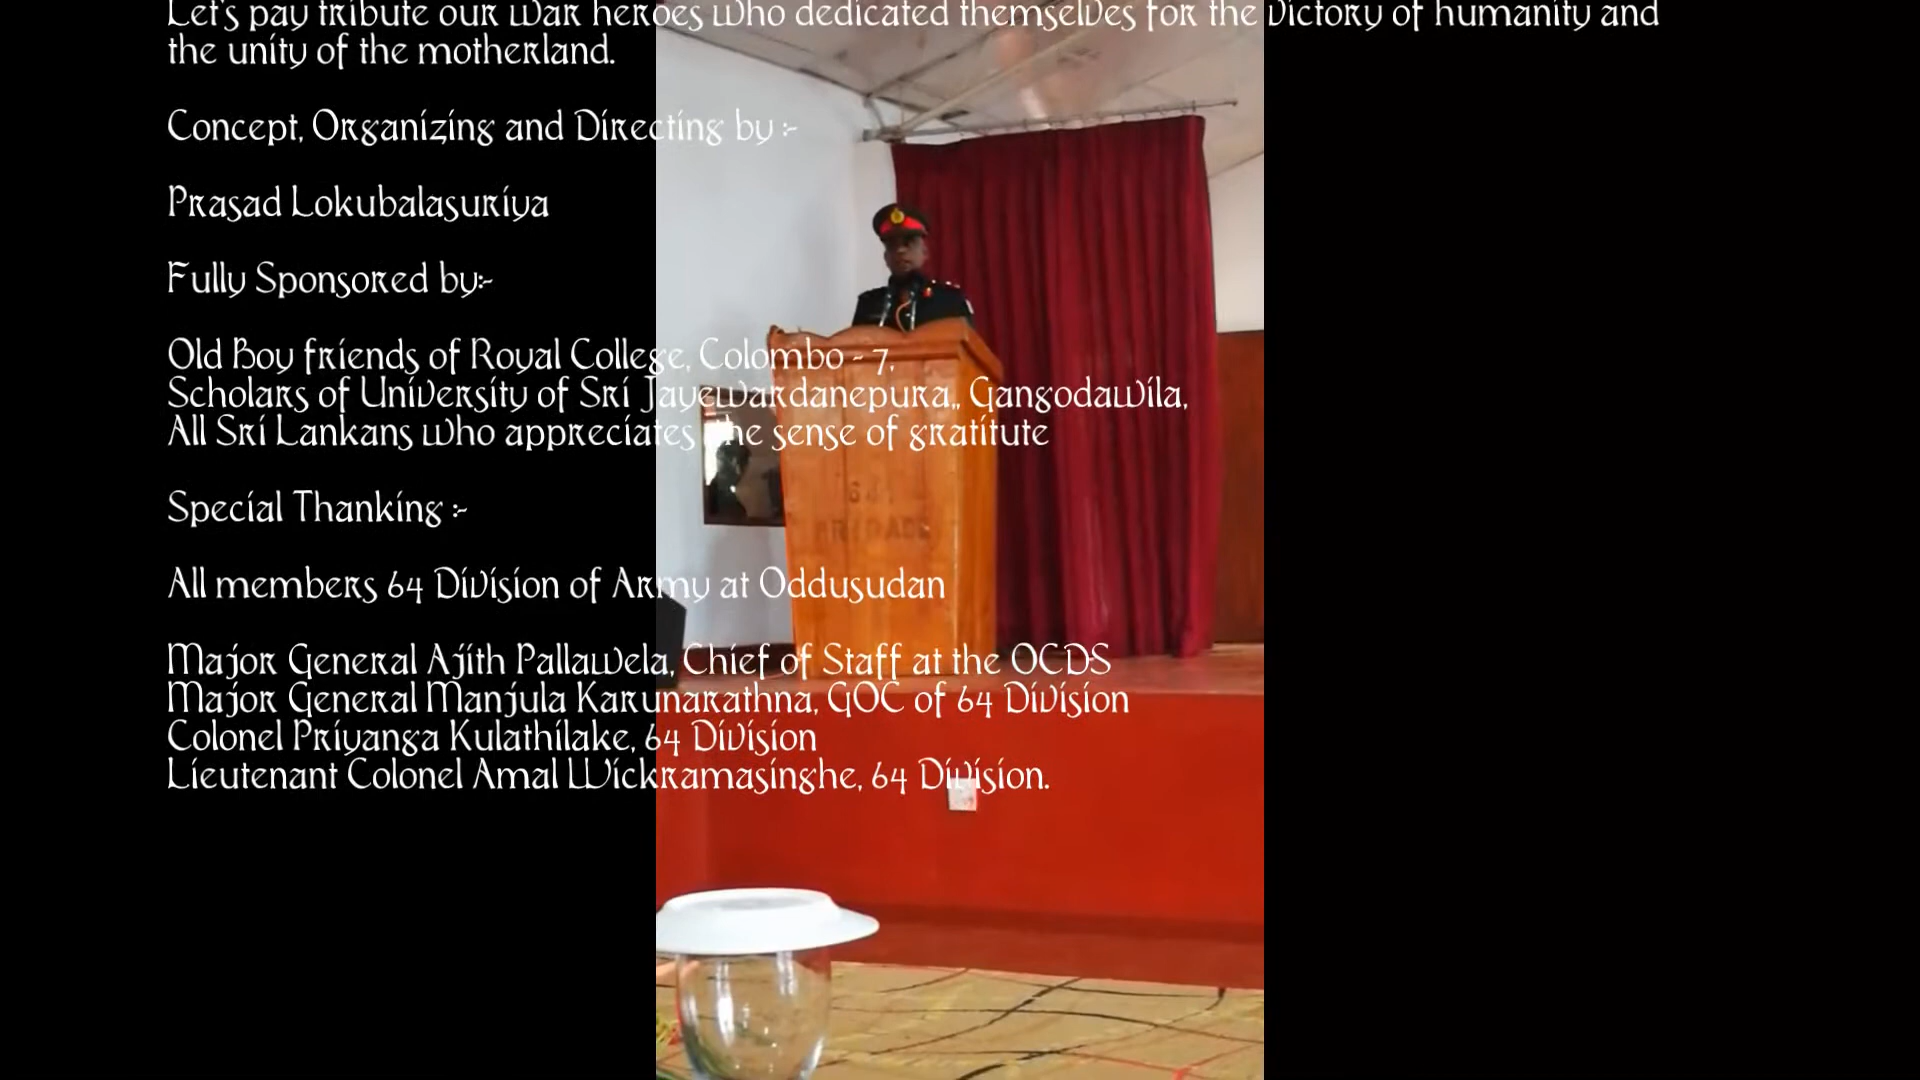 Let's pay tribute our war heroes who dedicated themselves for the victory of humanity and
the unity of the motherland.
Concept, Organizing and Directing by :-
Prasad Lokubalasuriya
Fully Sponsored by:-
Old Boy friends of Royal College, Colombo - 7,
Scholars of University of Sri Jayewardanepura,, Gangodawila,
All Sri Lankans who appreciates the sense of gratitute
Special Thanking :-
All members 64 Division of Army at Oddusudan
Major General Ajith Pallawela, Chief of Staff at the OCDS
Major General Manjula Karunarathna, GOC of 64 Division
Colonel Priyanga Kulathilake, 64 Division
Lieutenant Colonel Amal Wickramasinghe, 64 Division.
BRIGADE